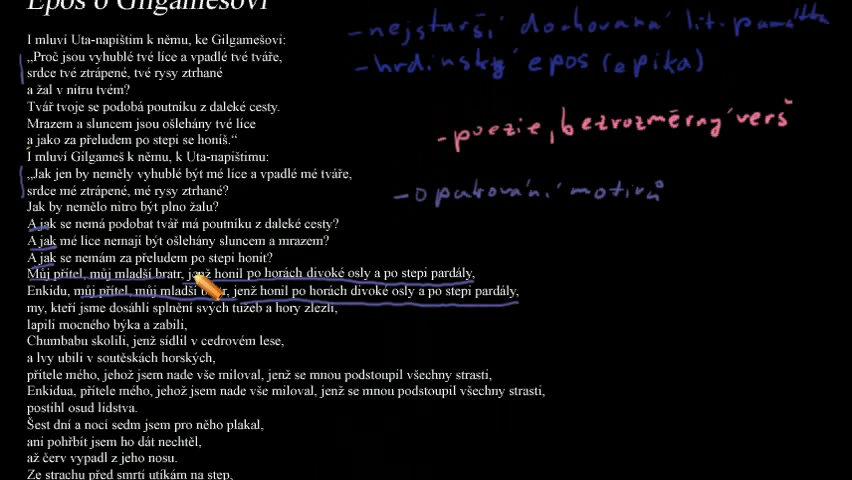 Epos o Gilgamešovi
- nejstarší dochovaná lit. památka
- hrdinský epos (epika)
- poezie, bezrozměrný verš
- opakování motivů
I mluví Uta-napištim k němu, ke Gilgamešovi:
„Proč jsou vyhublé tvé líce a vpadlé tvé tváře,
srdce tvé ztrápené, tvé rysy ztrhané
a žal v nitru tvém?
Tvář tvoje se podobá poutníku z daleké cesty.
Mrazem a sluncem jsou ošlehány tvé líce
a jako za přeludem po stepi se honíš.“
I mluví Gilgameš k němu, k Uta-napištimu:
„Jak jen by neměly vyhublé být mé líce a vpadlé mé tváře,
srdce mé ztrápené, mé rysy ztrhané?
Jak by nemělo nitro být plno žalu?
A jak se nemá podobat tvář má poutníku z daleké cesty?
A jak mé líce nemají být ošlehány sluncem a mrazem?
A jak se nemám za přeludem po stepi honit?
Můj přítel, můj mladší bratr, jenž honil po horách divoké osly a po stepi pardály,
Enkidu, můj přítel, můj mladší bratr, jenž honil po horách divoké osly a po stepi pardály,
my, kteří jsme dosáhli splnění svých tužeb a hory zlezli,
lapili mocného býka a zabili,
Chumbabu skolili, jenž sídlil v cedrovém lese,
a lvy ubili v soutěskách horských,
přítele mého, jehož jsem nade vše miloval, jenž se mnou podstoupil všechny strasti,
Enkidua, přítele mého, jehož jsem nade vše miloval, jenž se mnou podstoupil všechny strasti,
postihl osud lidstva.
Šest dní a nocí sedm jsem pro něho plakal,
ani pohřbít jsem ho dát nechtěl,
až červ vypadl z jeho nosu.
Ze strachu před smrtí utíkám na step,